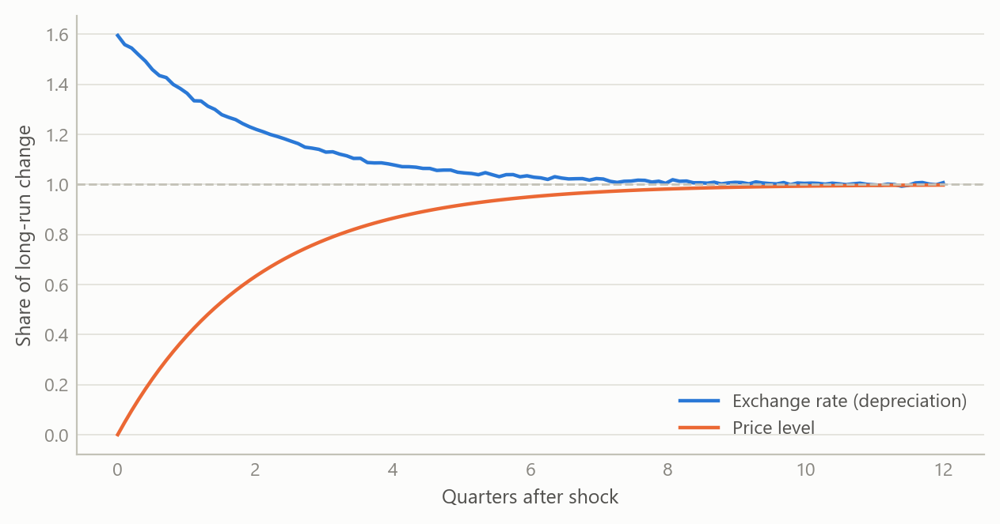 Share of long-run change
1.6
1.4
1.2
1.0
0.8
0.6
0.4
0.2
0.0
Exchange rate (depreciation)
Price level
0 2 4 6 8 10 12
Quarters after shock